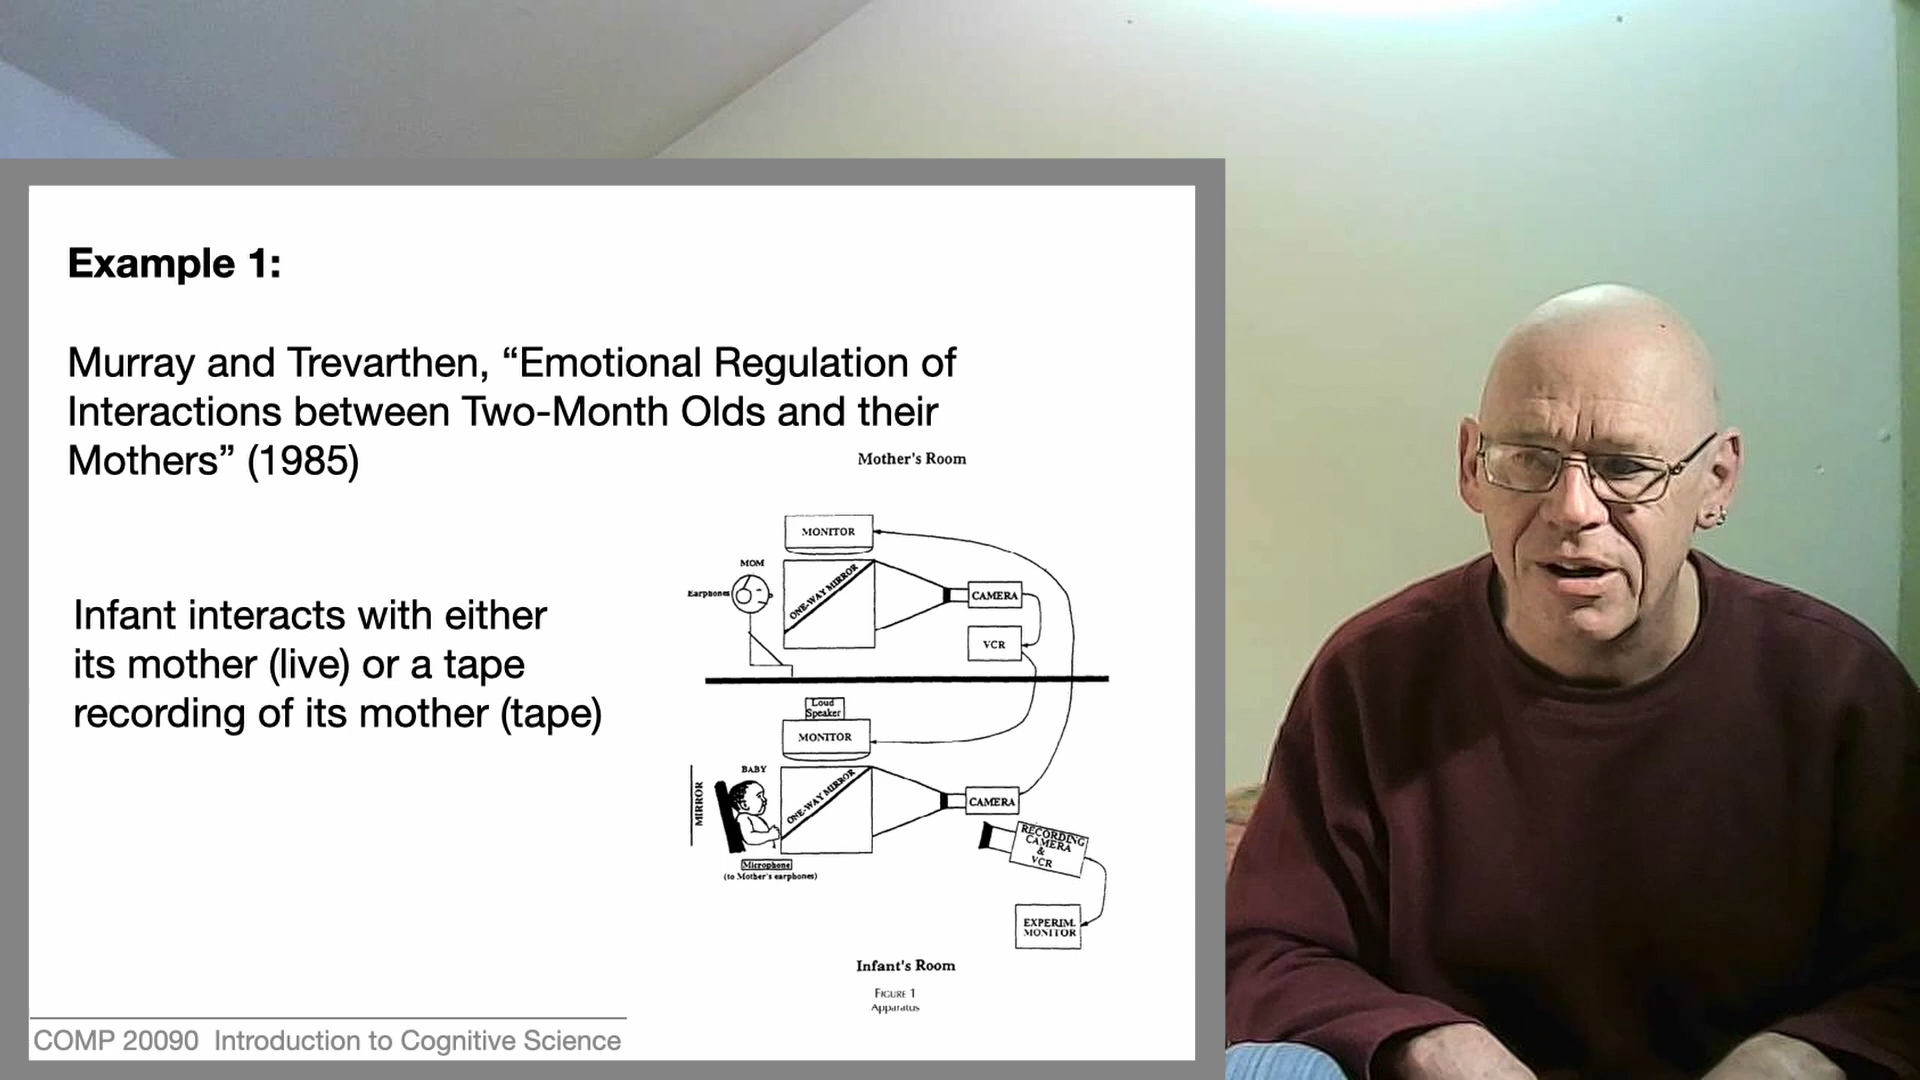 Example 1:
Murray and Trevarthen, “Emotional Regulation of
Interactions between Two-Month Olds and their
Mothers” (1985)
Infant interacts with either
its mother (live) or a tape
recording of its mother (tape)
Mother's Room
MONITOR
MOM
Earphones
ONE-WAY MIRROR
CAMERA
VCR
Loud
Speaker
MONITOR
BABY
MIRROR
ONE-WAY MIRROR
CAMERA
RECORDING
CAMERA
&
VCR
Microphone
(to Mother's earphones)
EXPERIM.
MONITOR
Infant's Room
FIGURE 1
Apparatus
COMP 20090 Introduction to Cognitive Science